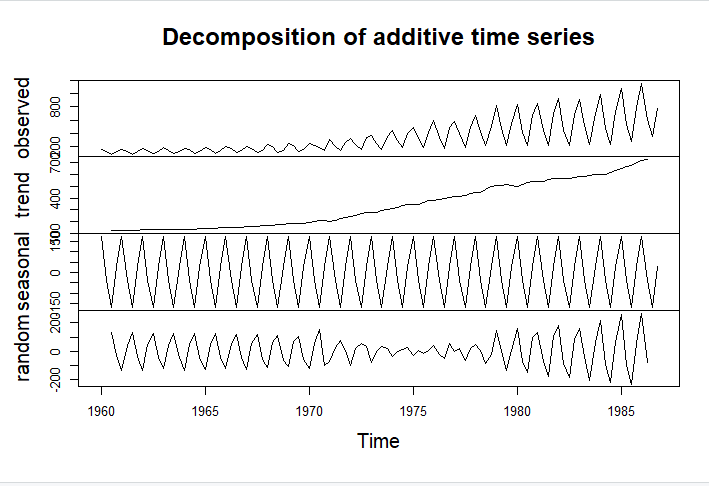 Decomposition of additive time series
observed
200
800
trend
100
400
700
seasonal
-150
0
150
random
-200
0
200
1960 1965 1970 1975 1980 1985
Time